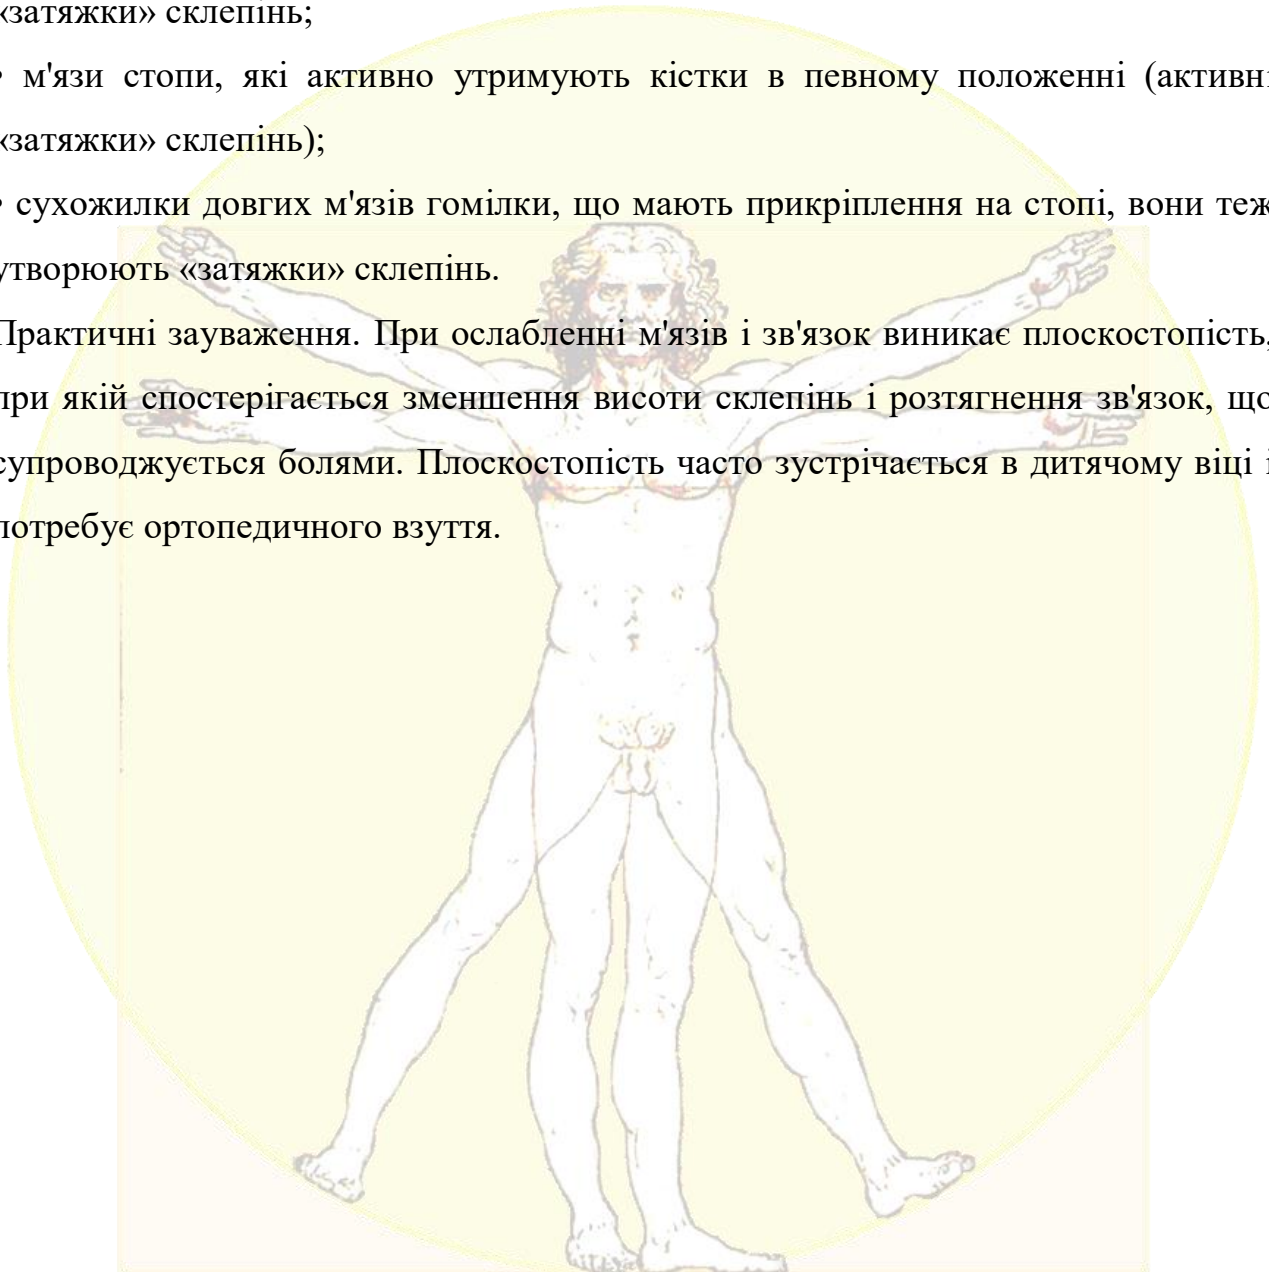 «затяжки» склепінь;
• м'язи стопи, які активно утримують кістки в певному положенні (активні
«затяжки» склепінь);
• сухожилки довгих м'язів гомілки, що мають прикріплення на стопі, вони теж
утворюють «затяжки» склепінь.
Практичні зауваження. При ослабленні м'язів і зв'язок виникає плоскостопість,
при якій спостерігається зменшення висоти склепінь і розтягнення зв'язок, що
супроводжується болями. Плоскостопість часто зустрічається в дитячому віці і
потребує ортопедичного взуття.